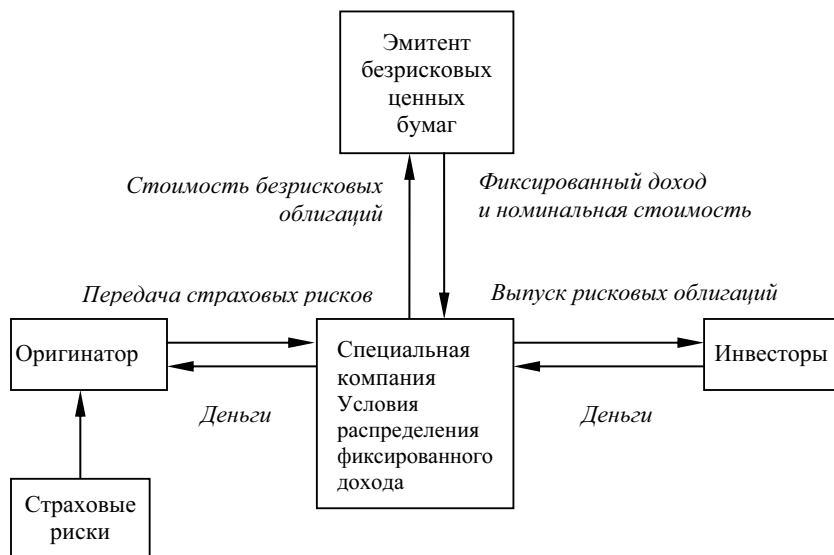 Эмитент
безрисковых
ценных
бумаг
Стоимость безрисковых
облигаций
Фиксированный доход
и номинальная стоимость
Передача страховых рисков
Выпуск рисковых облигаций
Оригинатор
Специальная
компания
Условия
распределения
фиксированного
дохода
Инвесторы
Деньги
Деньги
Страховые
риски